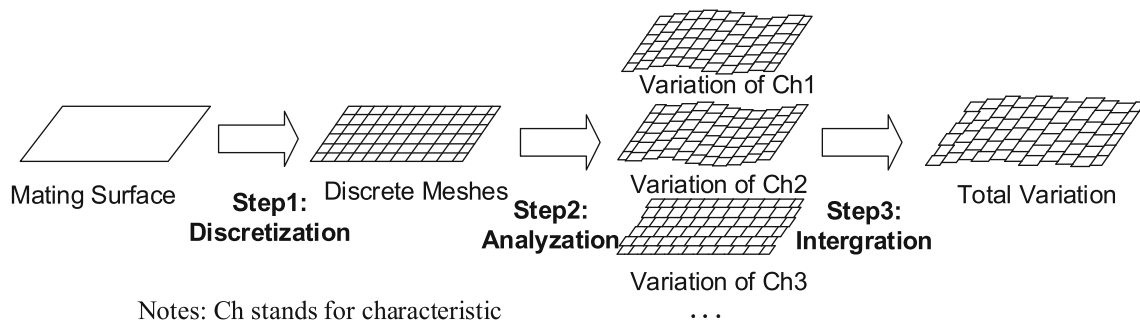 Variation of Ch1
Mating Surface
Step1:
Discretization
Discrete Meshes
Step2:
Analyzation
Variation of Ch2
Variation of Ch3
...
Step3:
Intergration
Total Variation
Notes: Ch stands for characteristic